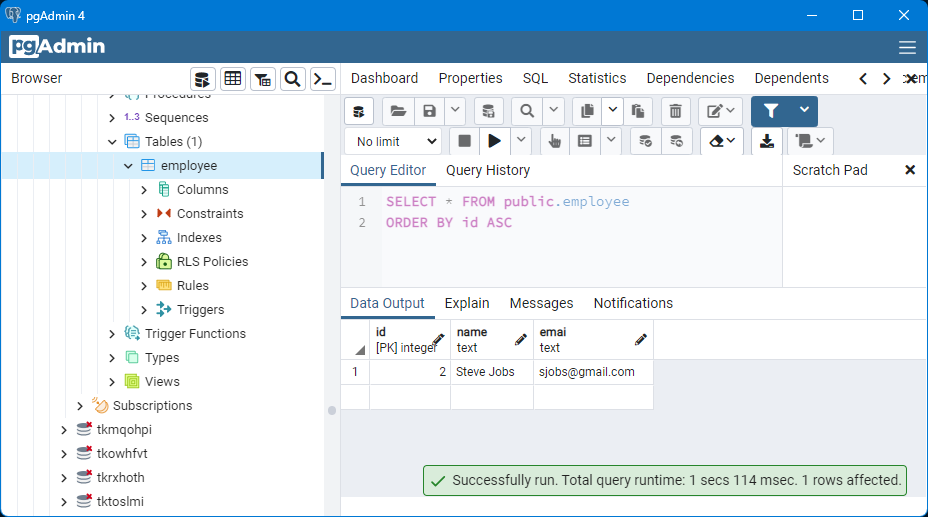 pgAdmin 4
pgAdmin
Browser
Dashboard Properties SQL Statistics Dependencies Dependents
Procedures
1..3 Sequences
Tables (1)
employee
Columns
Constraints
Indexes
RLS Policies
Rules
Triggers
Trigger Functions
Types
Views
Subscriptions
tkmqohpi
tkowhfvt
tkrxhoth
tktoslmi
No limit
Query Editor Query History
Scratch Pad
1 SELECT * FROM public.employee
2 ORDER BY id ASC
Data Output Explain Messages Notifications
id name emai
[PK] integer text text
1 2 Steve Jobs sjobs@gmail.com
Successfully run. Total query runtime: 1 secs 114 msec. 1 rows affected.